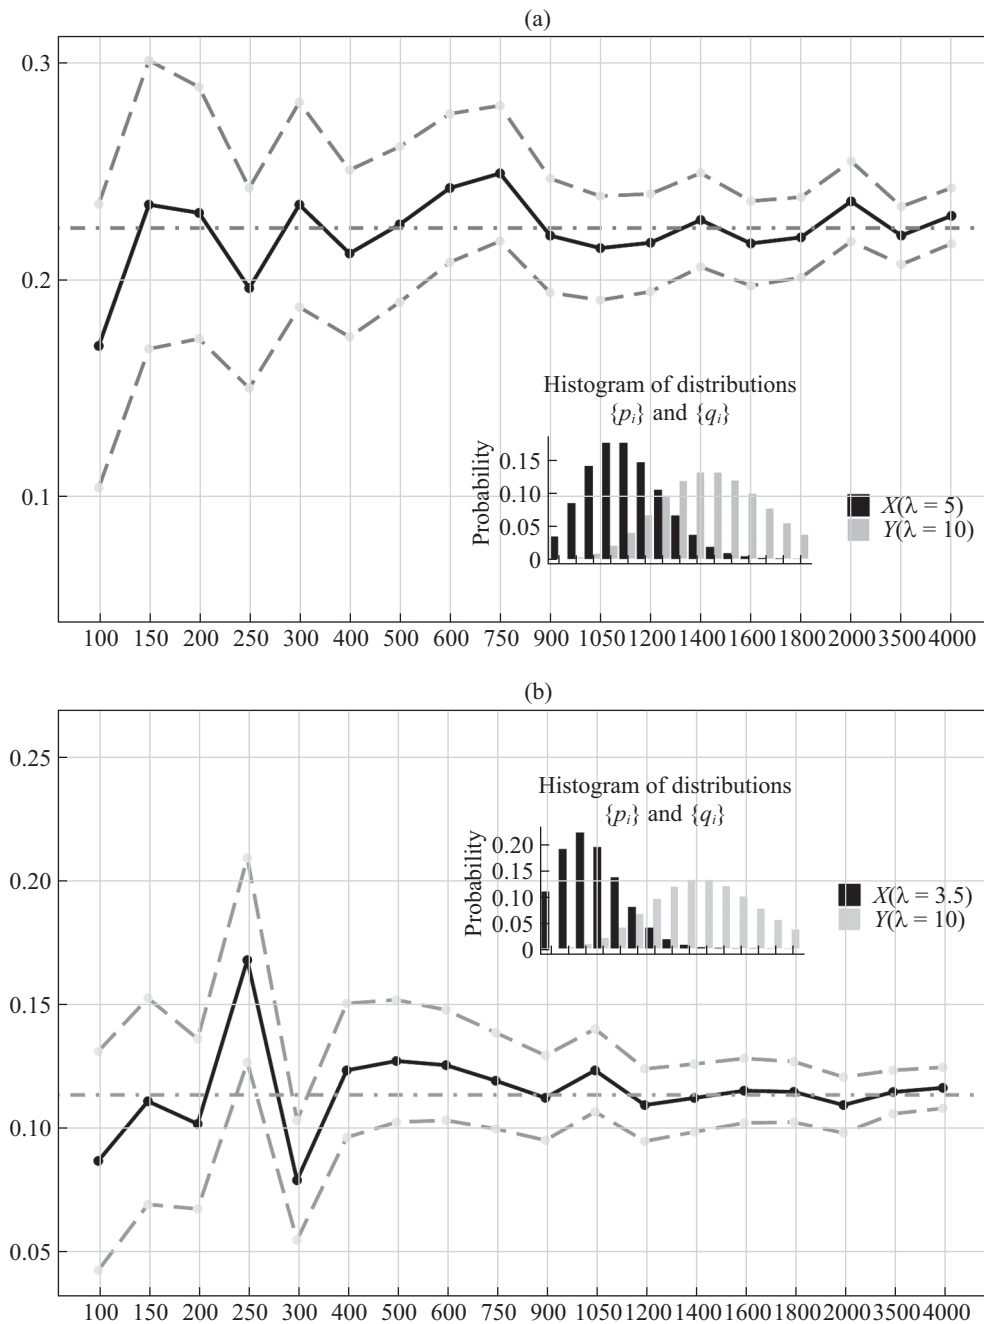 (a)
0.3
0.2
0.1
Histogram of distributions
{pᵢ} and {qᵢ}
Probability
0.15
0.10
0.05
0
X(λ = 5)
Y(λ = 10)
100 150 200 250 300 400 500 600 750 900 1050 1200 1400 1600 1800 2000 3500 4000
(b)
0.25
0.20
0.15
0.10
0.05
Histogram of distributions
{pᵢ} and {qᵢ}
Probability
0.20
0.15
0.10
0.05
0
X(λ = 3.5)
Y(λ = 10)
100 150 200 250 300 400 500 600 750 900 1050 1200 1400 1600 1800 2000 3500 4000